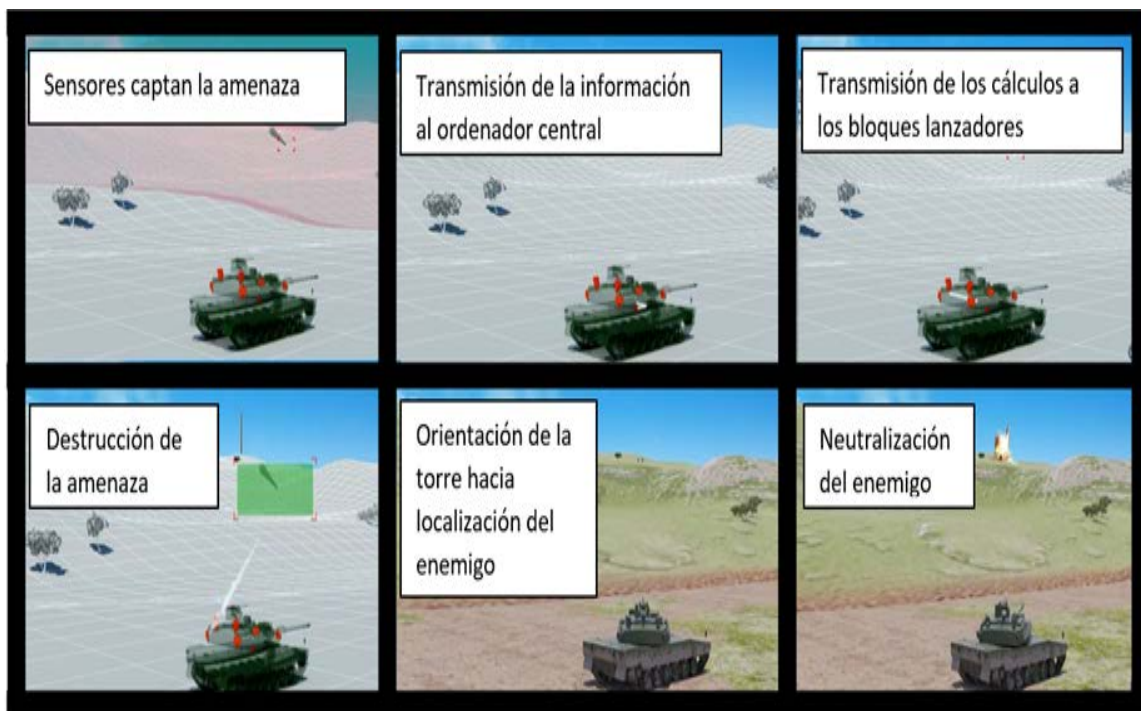 Sensores captan la amenaza
Transmisión de la información
al ordenador central
Transmisión de los cálculos a
los bloques lanzadores
Destrucción de
la amenaza
Orientación de la
torre hacia
localización del
enemigo
Neutralización
del enemigo